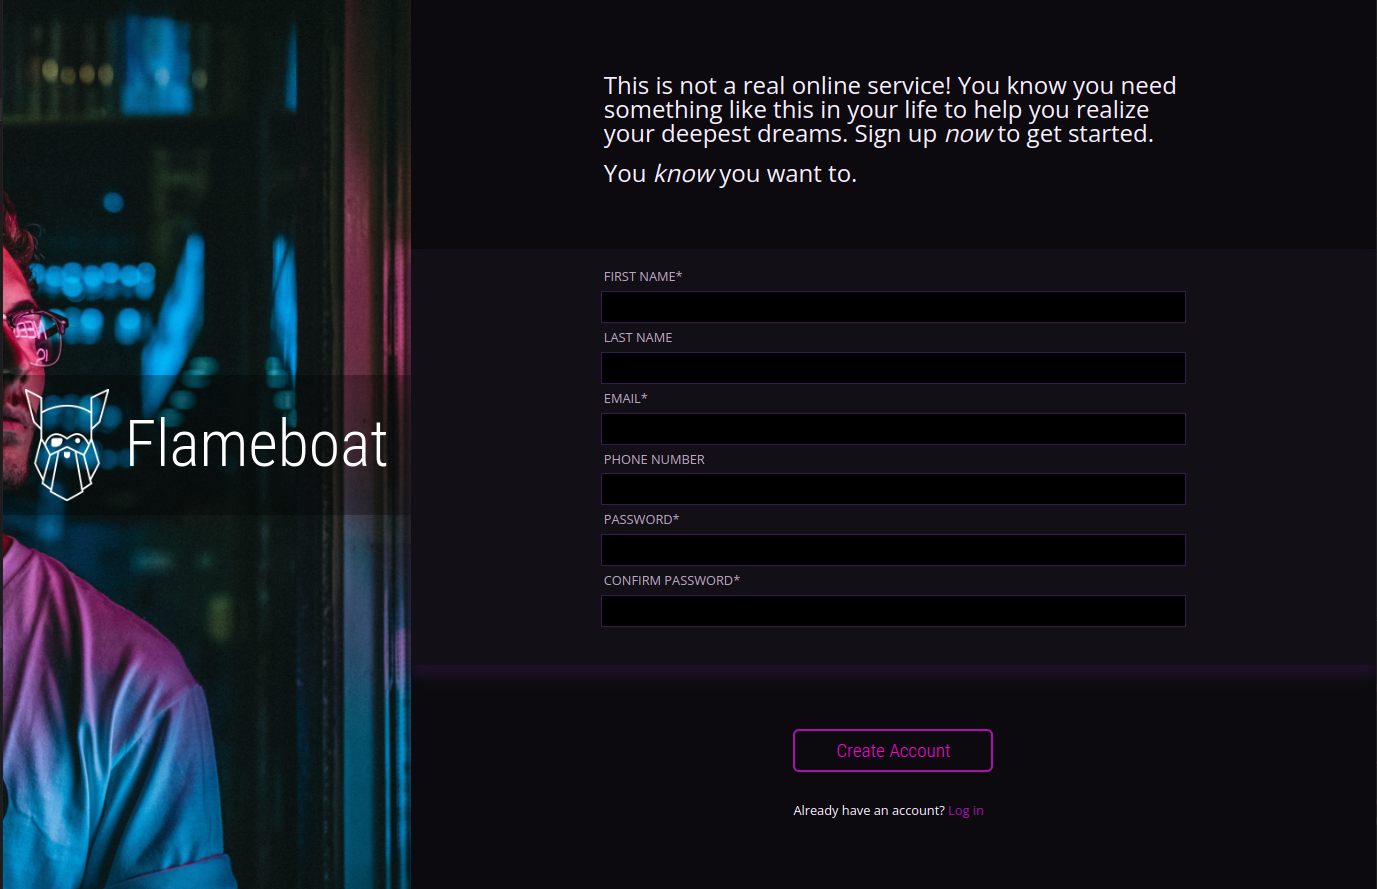 This is not a real online service! You know you need
something like this in your life to help you realize
your deepest dreams. Sign up now to get started.
You know you want to.
FIRST NAME*
LAST NAME
EMAIL*
PHONE NUMBER
PASSWORD*
CONFIRM PASSWORD*
Flameboat
Create Account
Already have an account? Log in